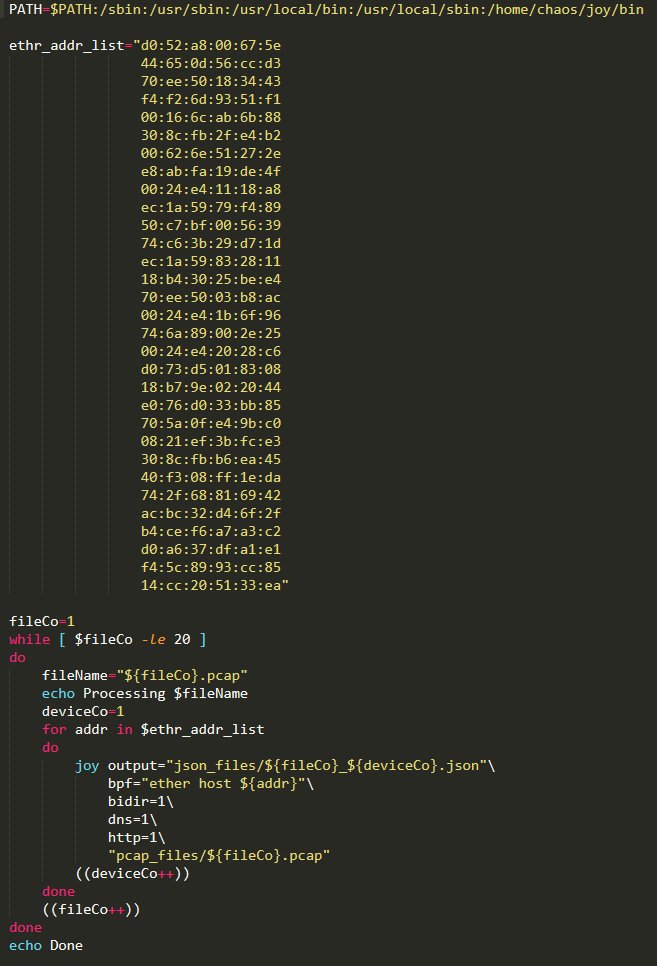 PATH=$PATH:/sbin:/usr/sbin:/usr/local/bin:/usr/local/sbin:/home/chaos/joy/bin

ethr_addr_list="d0:52:a8:00:67:5e
                44:65:0d:56:cc:d3
                70:ee:50:18:34:43
                f4:f2:6d:93:51:f1
                00:16:6c:ab:6b:88
                30:8c:fb:2f:e4:b2
                00:62:6e:51:27:2e
                e8:ab:fa:19:de:4f
                00:24:e4:11:18:a8
                ec:1a:59:79:f4:89
                50:c7:bf:00:56:39
                74:c6:3b:29:d7:1d
                ec:1a:59:83:28:11
                18:b4:30:25:be:e4
                70:ee:50:03:b8:ac
                00:24:e4:1b:6f:96
                74:6a:89:00:2e:25
                00:24:e4:20:28:c6
                d0:73:d5:01:83:08
                18:b7:9e:02:20:44
                e0:76:d0:33:bb:85
                70:5a:0f:e4:9b:c0
                08:21:ef:3b:fc:e3
                30:8c:fb:b6:ea:45
                40:f3:08:ff:1e:da
                74:2f:68:81:69:42
                ac:bc:32:d4:6f:2f
                b4:ce:f6:a7:a3:c2
                d0:a6:37:df:a1:e1
                f4:5c:89:93:cc:85
                14:cc:20:51:33:ea"

fileCo=1
while [ $fileCo -le 20 ]
do
    fileName="${fileCo}.pcap"
    echo Processing $fileName
    deviceCo=1
    for addr in $ethr_addr_list
    do
        joy output="json_files/${fileCo}_${deviceCo}.json"\
            bpf="ether host ${addr}"\
            bidir=1\
            dns=1\
            http=1\
            "pcap_files/${fileCo}.pcap"
        ((deviceCo++))
    done
    ((fileCo++))
done
echo Done